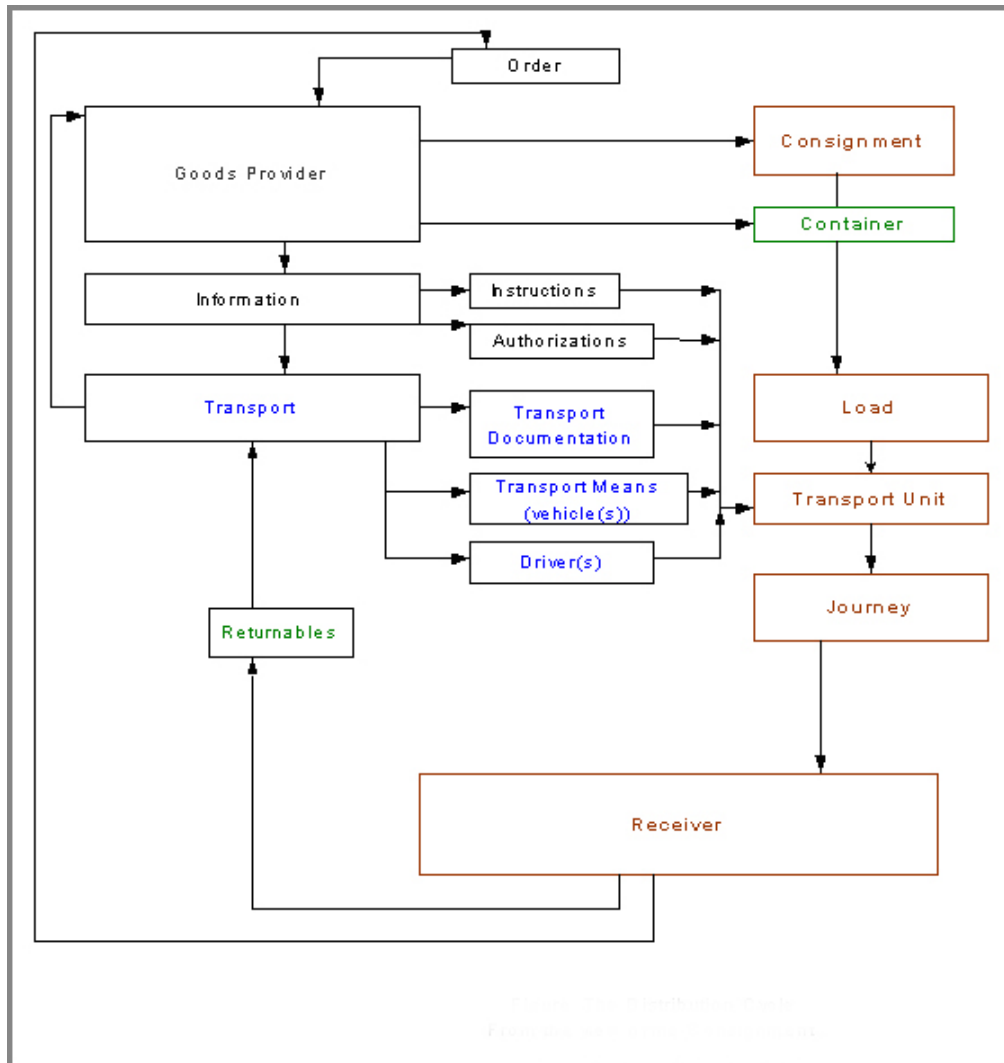 Order
Goods Provider
Consignment
Container
Information
Instructions
Authorizations
Transport
Transport
Documentation
Load
Transport Means
(vehicle(s))
Transport Unit
Driver(s)
Journey
Returnables
Receiver